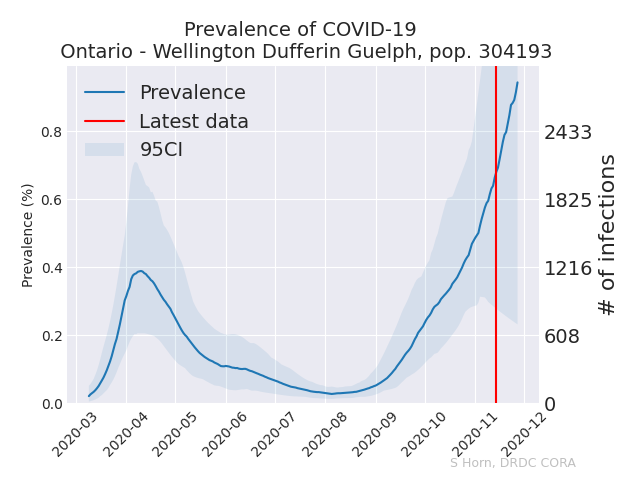 Prevalence of COVID-19
Ontario - Wellington Dufferin Guelph, pop. 304193
Prevalence
Latest data
95CI
Prevalence (%)
0.8
0.6
0.4
0.2
0.0
2433
1825
1216
608
0
# of infections
2020-03
2020-04
2020-05
2020-06
2020-07
2020-08
2020-09
2020-10
2020-11
2020-12
S Horn, DRDC CORA